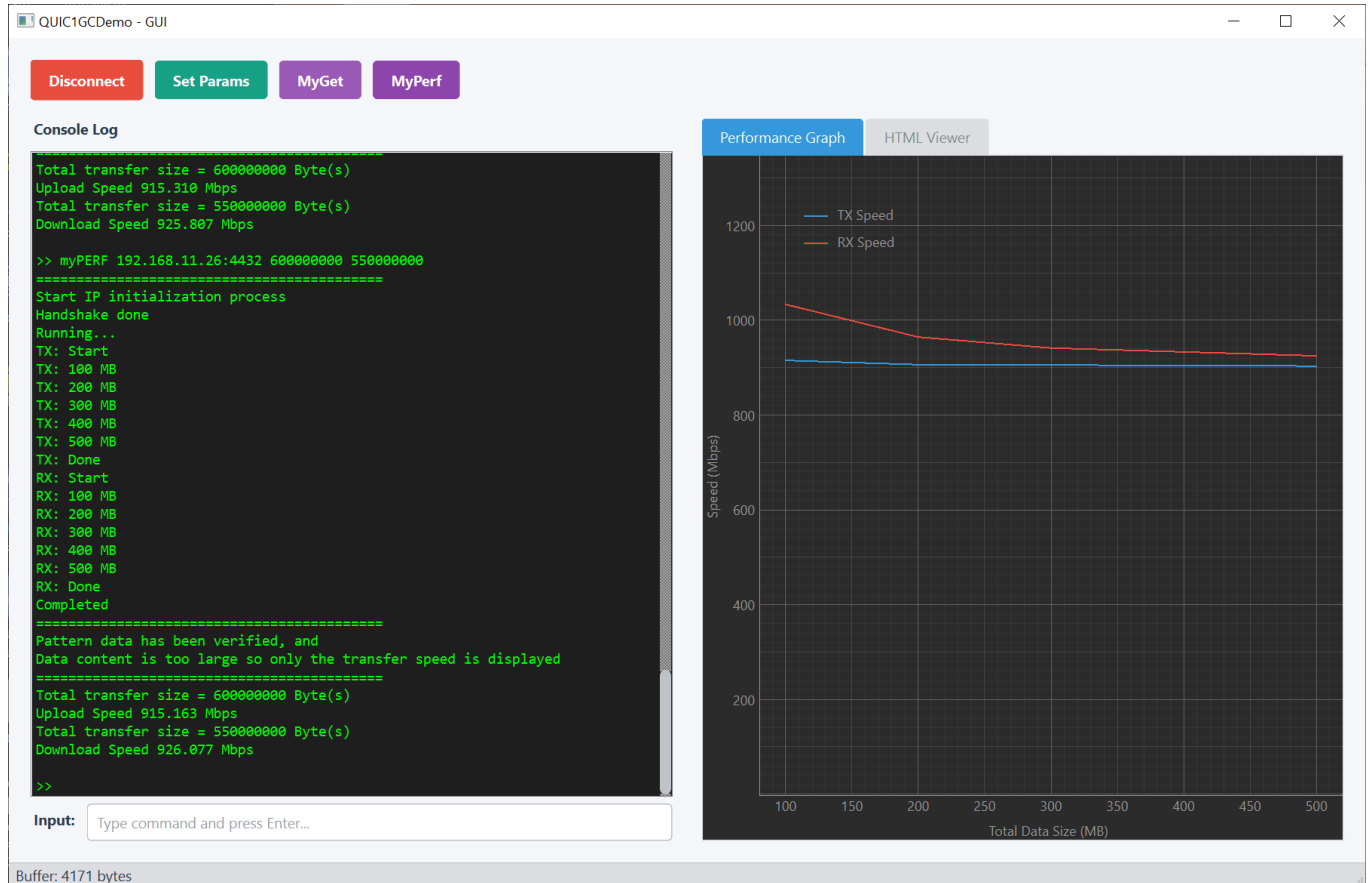 QUIC1GCDemo - GUI
Disconnect
Set Params
MyGet
MyPerf
Console Log
===========================================
Total transfer size = 600000000 Byte(s)
Upload Speed 915.310 Mbps
Total transfer size = 550000000 Byte(s)
Download Speed 925.807 Mbps
>> myPERF 192.168.11.26:4432 600000000 550000000
===========================================
Start IP initialization process
Handshake done
Running...
TX: Start
TX: 100 MB
TX: 200 MB
TX: 300 MB
TX: 400 MB
TX: 500 MB
TX: Done
RX: Start
RX: 100 MB
RX: 200 MB
RX: 300 MB
RX: 400 MB
RX: 500 MB
RX: Done
Completed
===========================================
Pattern data has been verified, and
Data content is too large so only the transfer speed is displayed
===========================================
Total transfer size = 600000000 Byte(s)
Upload Speed 915.163 Mbps
Total transfer size = 550000000 Byte(s)
Download Speed 926.077 Mbps
>>
Input:
Type command and press Enter...
Performance Graph
HTML Viewer
TX Speed
RX Speed
1200
1000
800
600
400
200
Speed (Mbps)
100 150 200 250 300 350 400 450 500
Total Data Size (MB)
Buffer: 4171 bytes